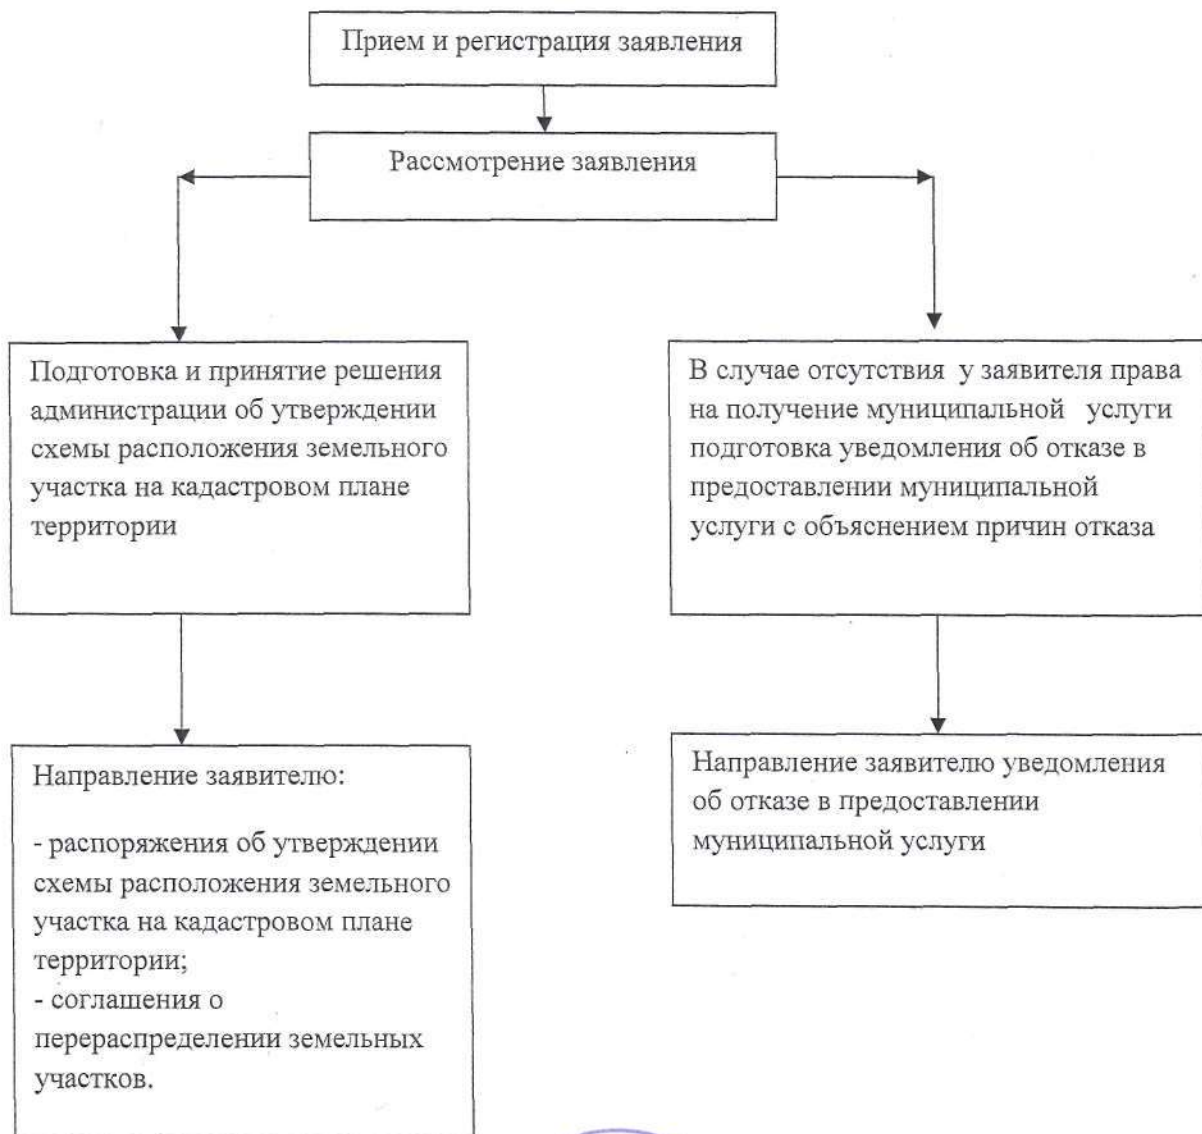 Прием и регистрация заявления
Рассмотрение заявления
Подготовка и принятие решения
администрации об утверждении
схемы расположения земельного
участка на кадастровом плане
территории
В случае отсутствия у заявителя права
на получение муниципальной услуги
подготовка уведомления об отказе в
предоставлении муниципальной
услуги с объяснением причин отказа
Направление заявителю:
- распоряжения об утверждении
схемы расположения земельного
участка на кадастровом плане
территории;
- соглашения о
перераспределении земельных
участков.
Направление заявителю уведомления
об отказе в предоставлении
муниципальной услуги